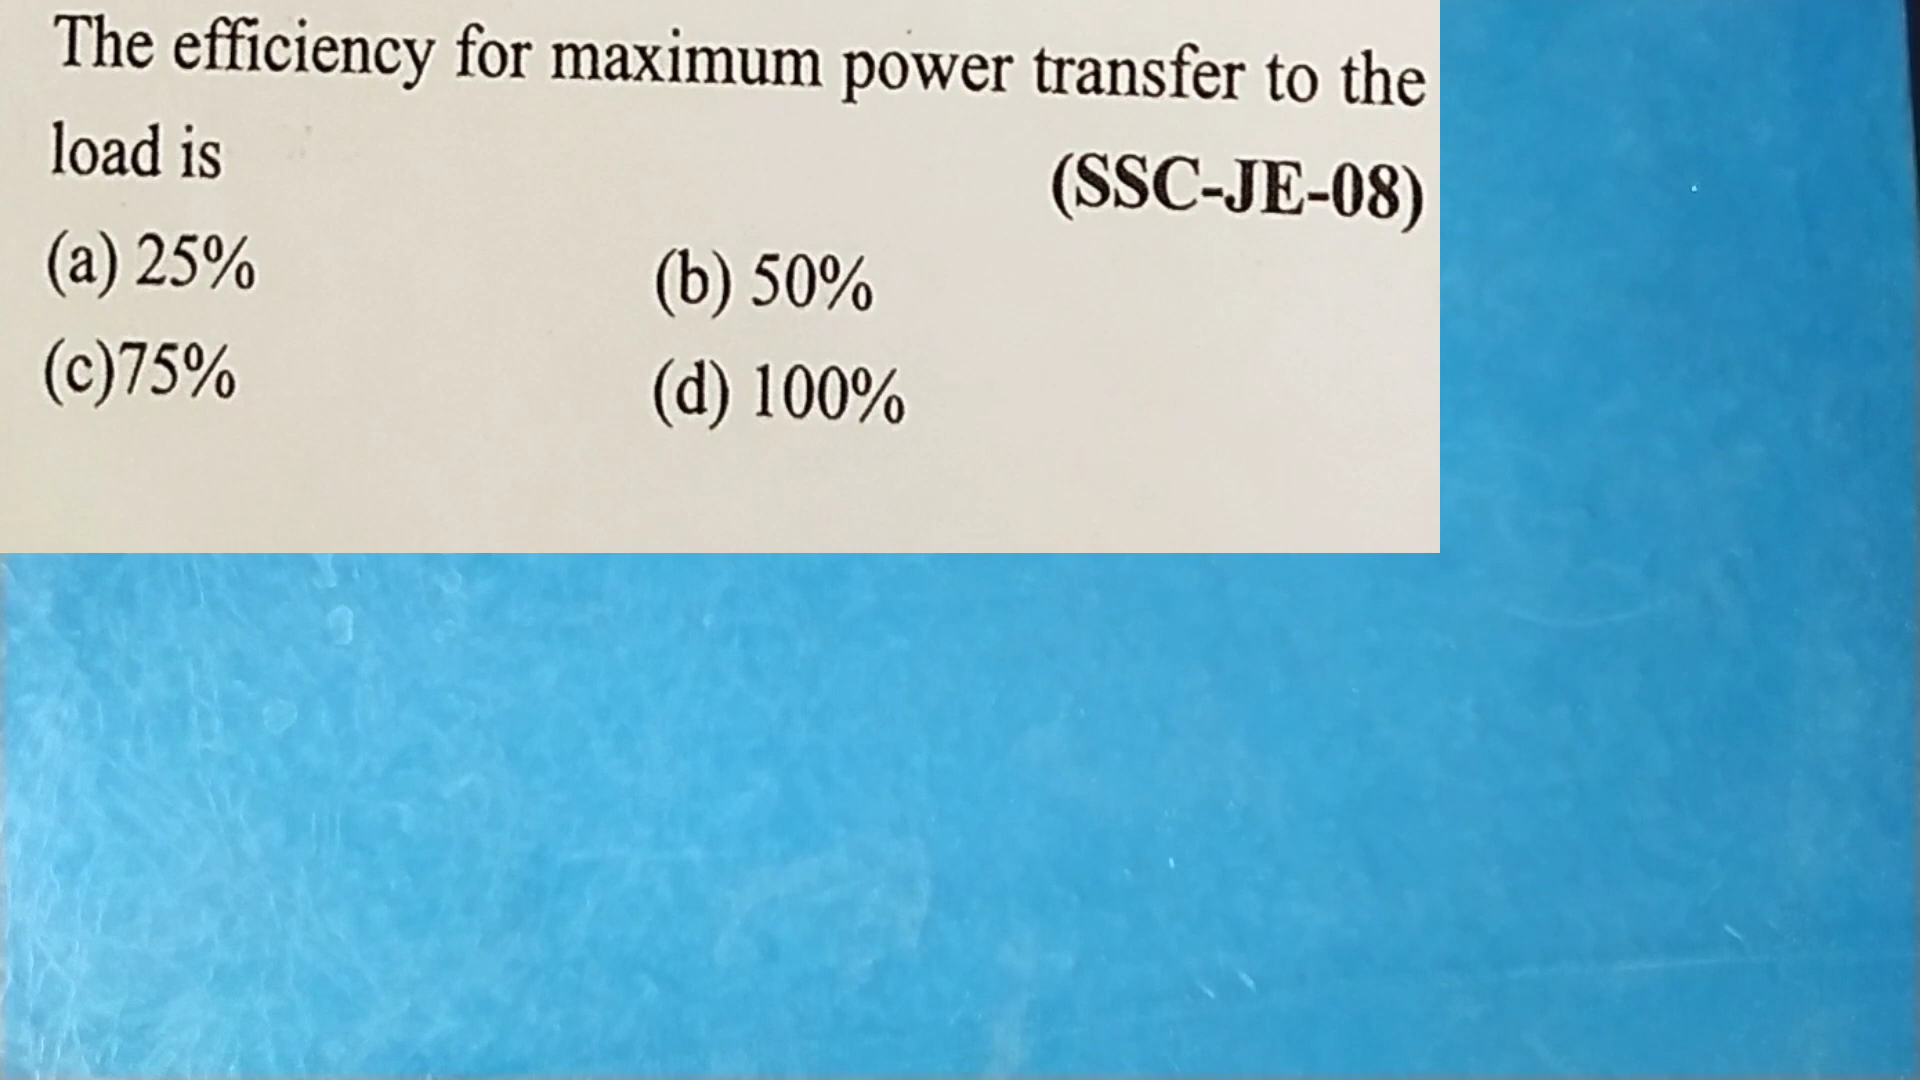 The efficiency for maximum power transfer to the
load is
(SSC-JE-08)
(a) 25%
(b) 50%
(c)75%
(d) 100%